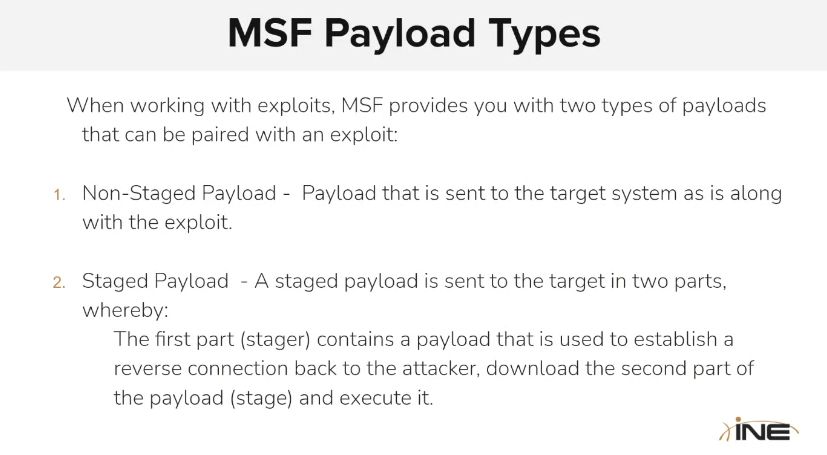 MSF Payload Types
When working with exploits, MSF provides you with two types of payloads
that can be paired with an exploit:
1. Non-Staged Payload - Payload that is sent to the target system as is along
with the exploit.
2. Staged Payload - A staged payload is sent to the target in two parts,
whereby:
The first part (stager) contains a payload that is used to establish a
reverse connection back to the attacker, download the second part of
the payload (stage) and execute it.
iNE